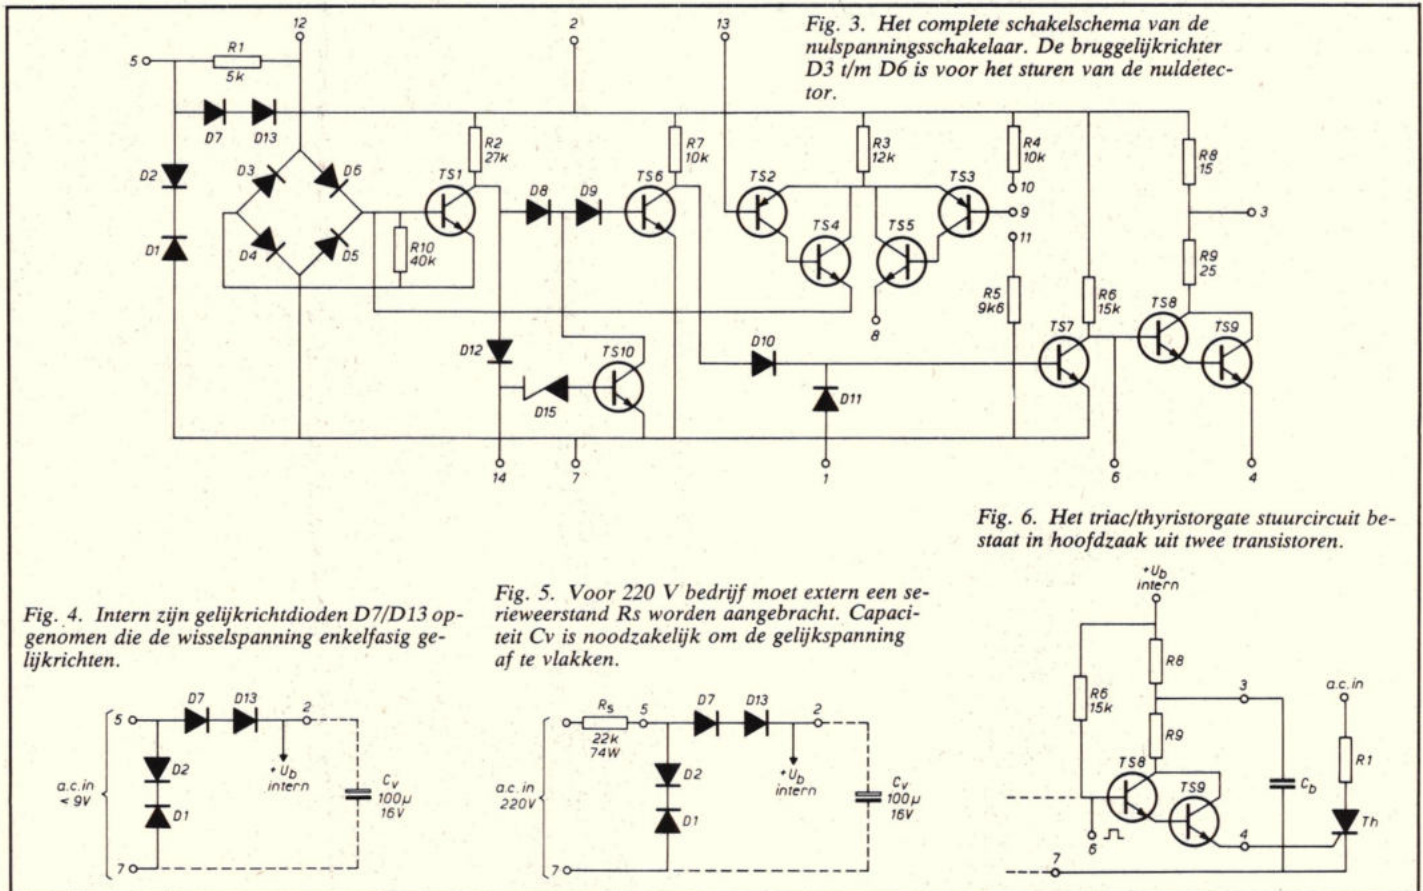 Fig. 3. Het complete schakelschema van de
nulspanningsschakelaar. De bruggelijkrichter
D3 t/m D6 is voor het sturen van de nuldetec-
tor.
12
2
13
5
R1
5k
D7
D13
D2
D1
D3
D6
D4
D5
R2
27k
TS1
R10
40k
D8
D9
R7
10k
TS6
TS2
R3
12k
TS3
TS4
TS5
8
R4
10k
10
9
11
R5
9k6
R8
15
3
R9
25
R6
15k
TS7
TS8
TS9
D12
TS10
D15
D10
D11
14
7
1
6
4
Fig. 4. Intern zijn gelijkrichtdioden D7/D13 op-
genomen die de wisselspanning enkelfasig ge-
lijkrichten.
5
D7
D13
2
D2
D1
a.c. in
< 9V
+Ub
intern
Cv
100µ
16V
7
Fig. 5. Voor 220 V bedrijf moet extern een se-
rieweerstand Rs worden aangebracht. Capaci-
teit Cv is noodzakelijk om de gelijkspanning
af te vlakken.
Rs
22k
74W
5
D7
D13
2
D2
D1
a.c. in
220V
+Ub
intern
Cv
100µ
16V
7
Fig. 6. Het triac/thyristorgate stuurcircuit be-
staat in hoofdzaak uit twee transistoren.
+Ub
intern
R8
R6
15k
3
a.c. in
R9
R1
TS8
TS9
Cb
Th
6
4
7